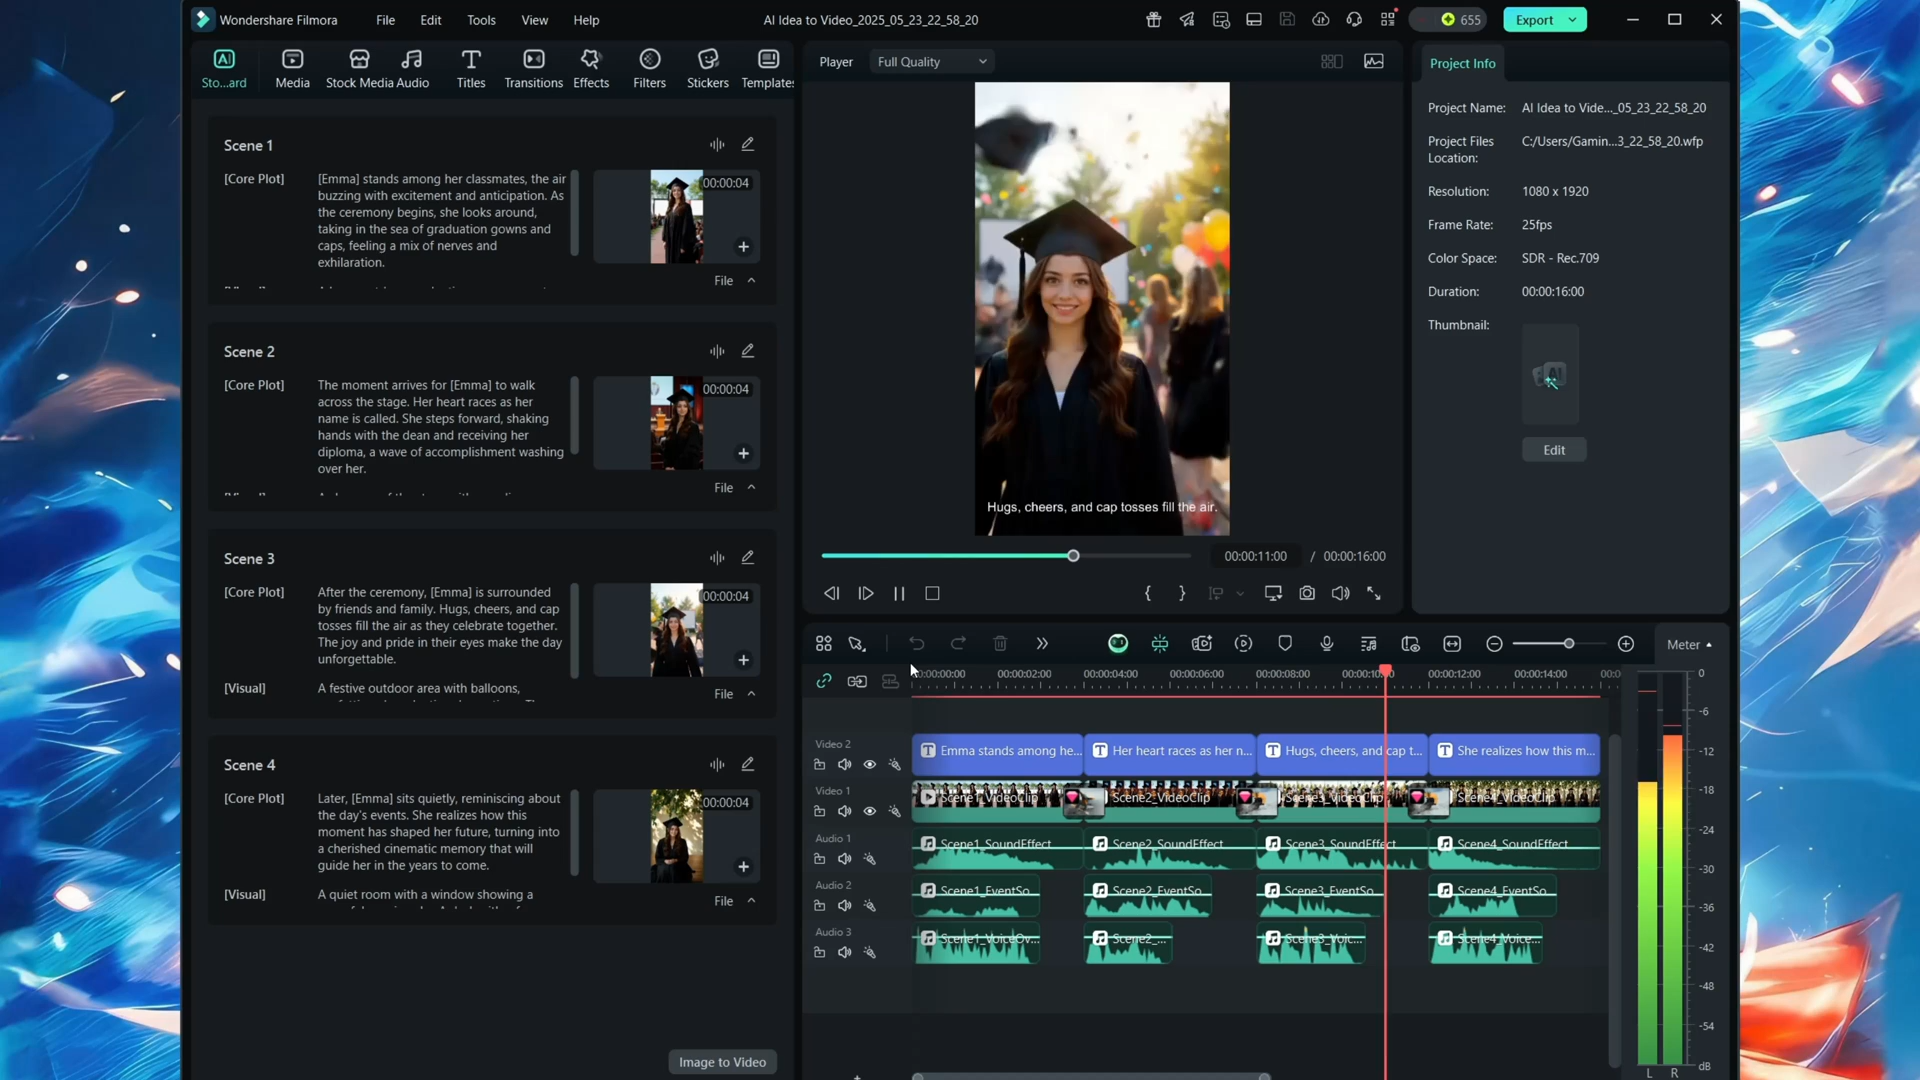 Wondershare Filmora
File
Edit
Tools
View
Help
AI Idea to Video_2025_05_23_22_58_20
655
Export
AI
Sto...ard
Media
Stock Media
Audio
Titles
Transitions
Effects
Filters
Stickers
Templates
Player
Full Quality
Project Info
Scene 1
[Core Plot]
[Emma] stands among her classmates, the air
buzzing with excitement and anticipation. As
the ceremony begins, she looks around,
taking in the sea of graduation gowns and
caps, feeling a mix of nerves and
exhilaration.
00:00:04
File
Scene 2
[Core Plot]
The moment arrives for [Emma] to walk
across the stage. Her heart races as her
name is called. She steps forward, shaking
hands with the dean and receiving her
diploma, a wave of accomplishment washing
over her.
00:00:04
File
Scene 3
[Core Plot]
After the ceremony, [Emma] is surrounded
by friends and family. Hugs, cheers, and cap
tosses fill the air as they celebrate together.
The joy and pride in their eyes make the day
unforgettable.
[Visual]
A festive outdoor area with balloons,
00:00:04
File
Scene 4
[Core Plot]
Later, [Emma] sits quietly, reminiscing about
the day's events. She realizes how this
moment has shaped her future, turning into
a cherished cinematic memory that will
guide her in the years to come.
[Visual]
A quiet room with a window showing a
00:00:04
File
Image to Video
Hugs, cheers, and cap tosses fill the air.
00:00:11:00 / 00:00:16:00
Project Name: AI Idea to Vide..._05_23_22_58_20
Project Files
Location:
C:/Users/Gamin...3_22_58_20.wfp
Resolution: 1080 x 1920
Frame Rate: 25fps
Color Space: SDR - Rec.709
Duration: 00:00:16:00
Thumbnail:
Edit
Meter
00:00:00:00 00:00:02:00 00:00:04:00 00:00:06:00 00:00:08:00 00:00:12:00 00:00:14:00
Video 2
Emma stands among he... Her heart races as her n... Hugs, cheers, and cap t... She realizes how this m...
Video 1
Scene1_VideoClip Scene2_VideoClip Scene3_VideoClip Scene4_VideoClip
Audio 1
Scene1_SoundEffect Scene2_SoundEffect Scene3_SoundEffect Scene4_SoundEffect
Audio 2
Scene1_EventSo Scene2_EventSo Scene3_EventSo Scene4_EventSo
Audio 3
Scene1_VoiceOv... Scene2_... Scene3_Voic... Scene4_Voice...
0
-6
-12
-18
-24
-30
-36
-42
-48
-54
dB
L R